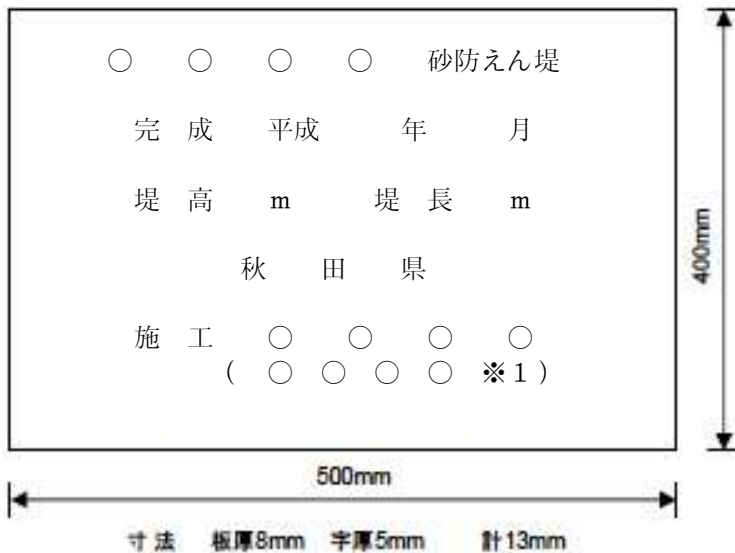 ○ ○ ○ ○ 砂防えん堤
完 成 平成 年 月
堤 高 m 堤 長 m
秋 田 県
施 工 ○ ○ ○ ○
( ○ ○ ○ ○ ※1)
400mm
500mm
寸 法 板厚8mm 字厚5mm 計13mm